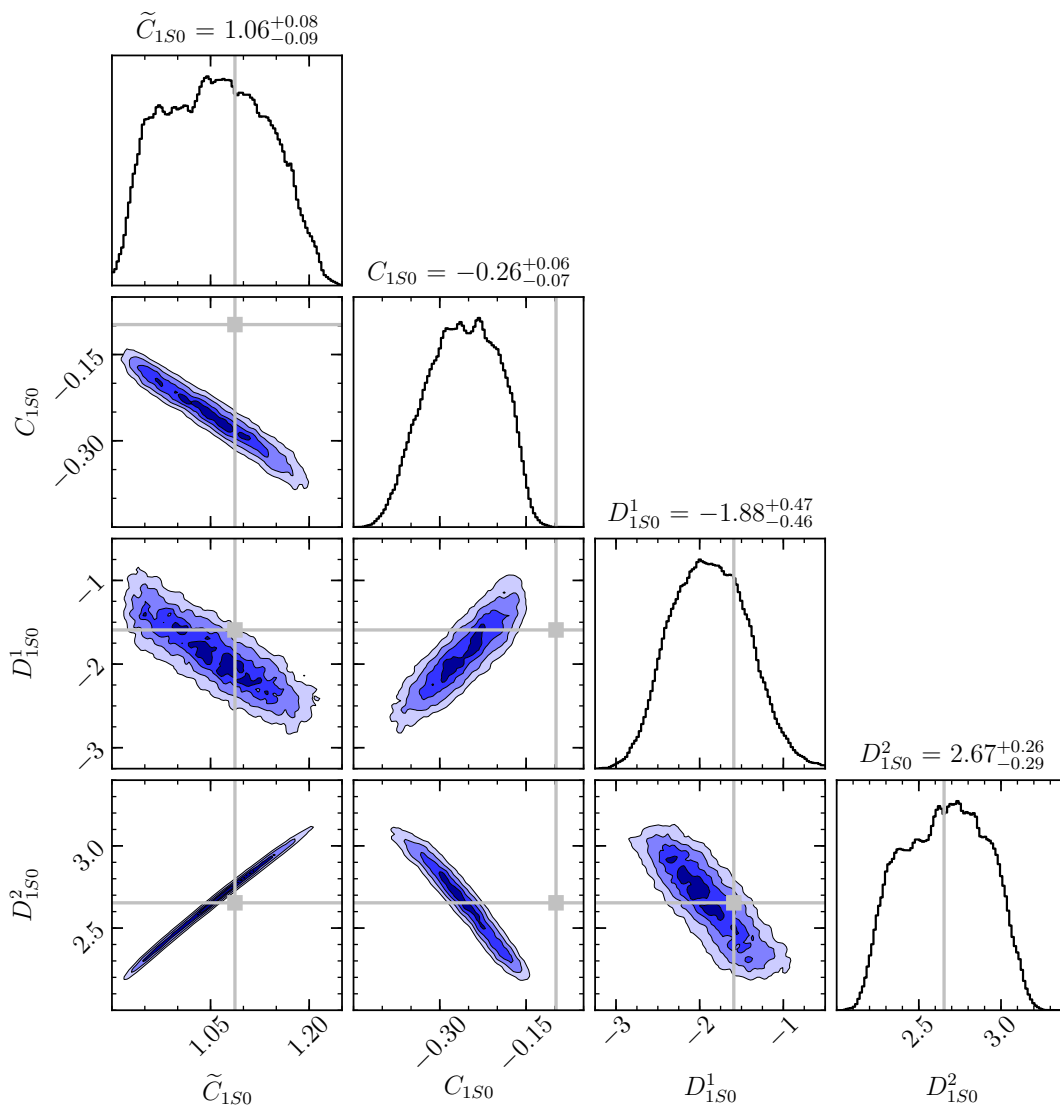 C̃_{1S0} = 1.06^{+0.08}_{-0.09}
C_{1S0} = −0.26^{+0.06}_{-0.07}
−0.15
−0.30
C_{1S0}
D^1_{1S0} = −1.88^{+0.47}_{-0.46}
−1
−2
−3
D^1_{1S0}
D^2_{1S0} = 2.67^{+0.26}_{-0.29}
3.0
2.5
D^2_{1S0}
1.05 1.20 −0.30 −0.15 −3 −2 −1 2.5 3.0
C̃_{1S0} C_{1S0} D^1_{1S0} D^2_{1S0}